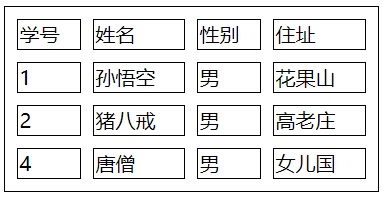 学号 姓名 性别 住址
1 孙悟空 男 花果山
2 猪八戒 男 高老庄
4 唐僧 男 女儿国